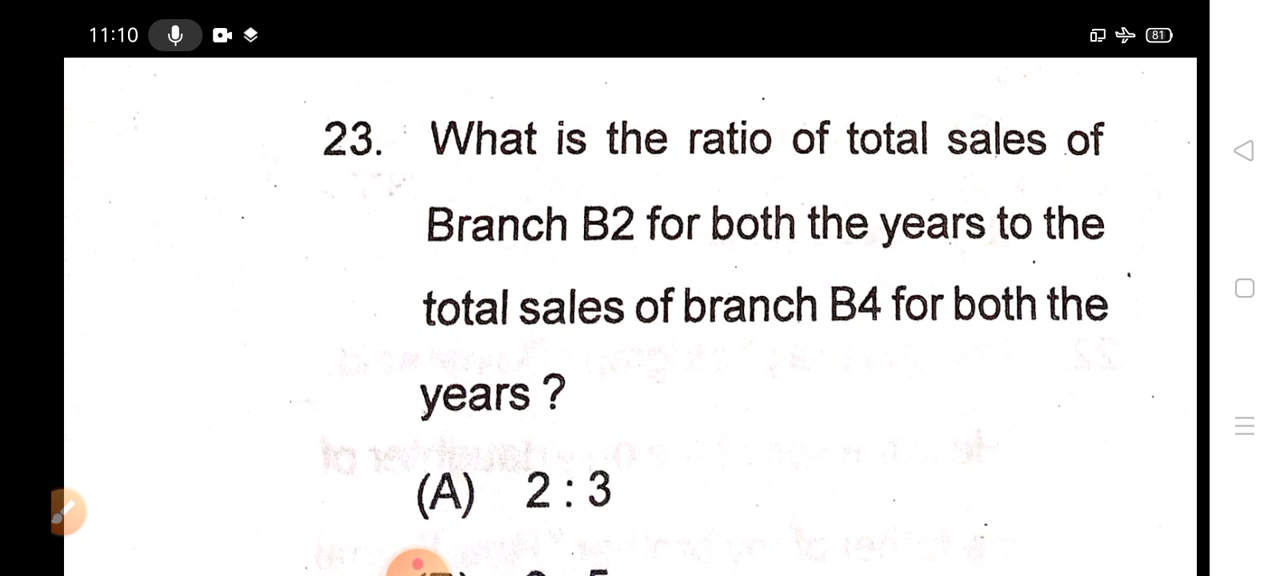 11:10
81
23. What is the ratio of total sales of
Branch B2 for both the years to the
total sales of branch B4 for both the
years ?
(A) 2 : 3